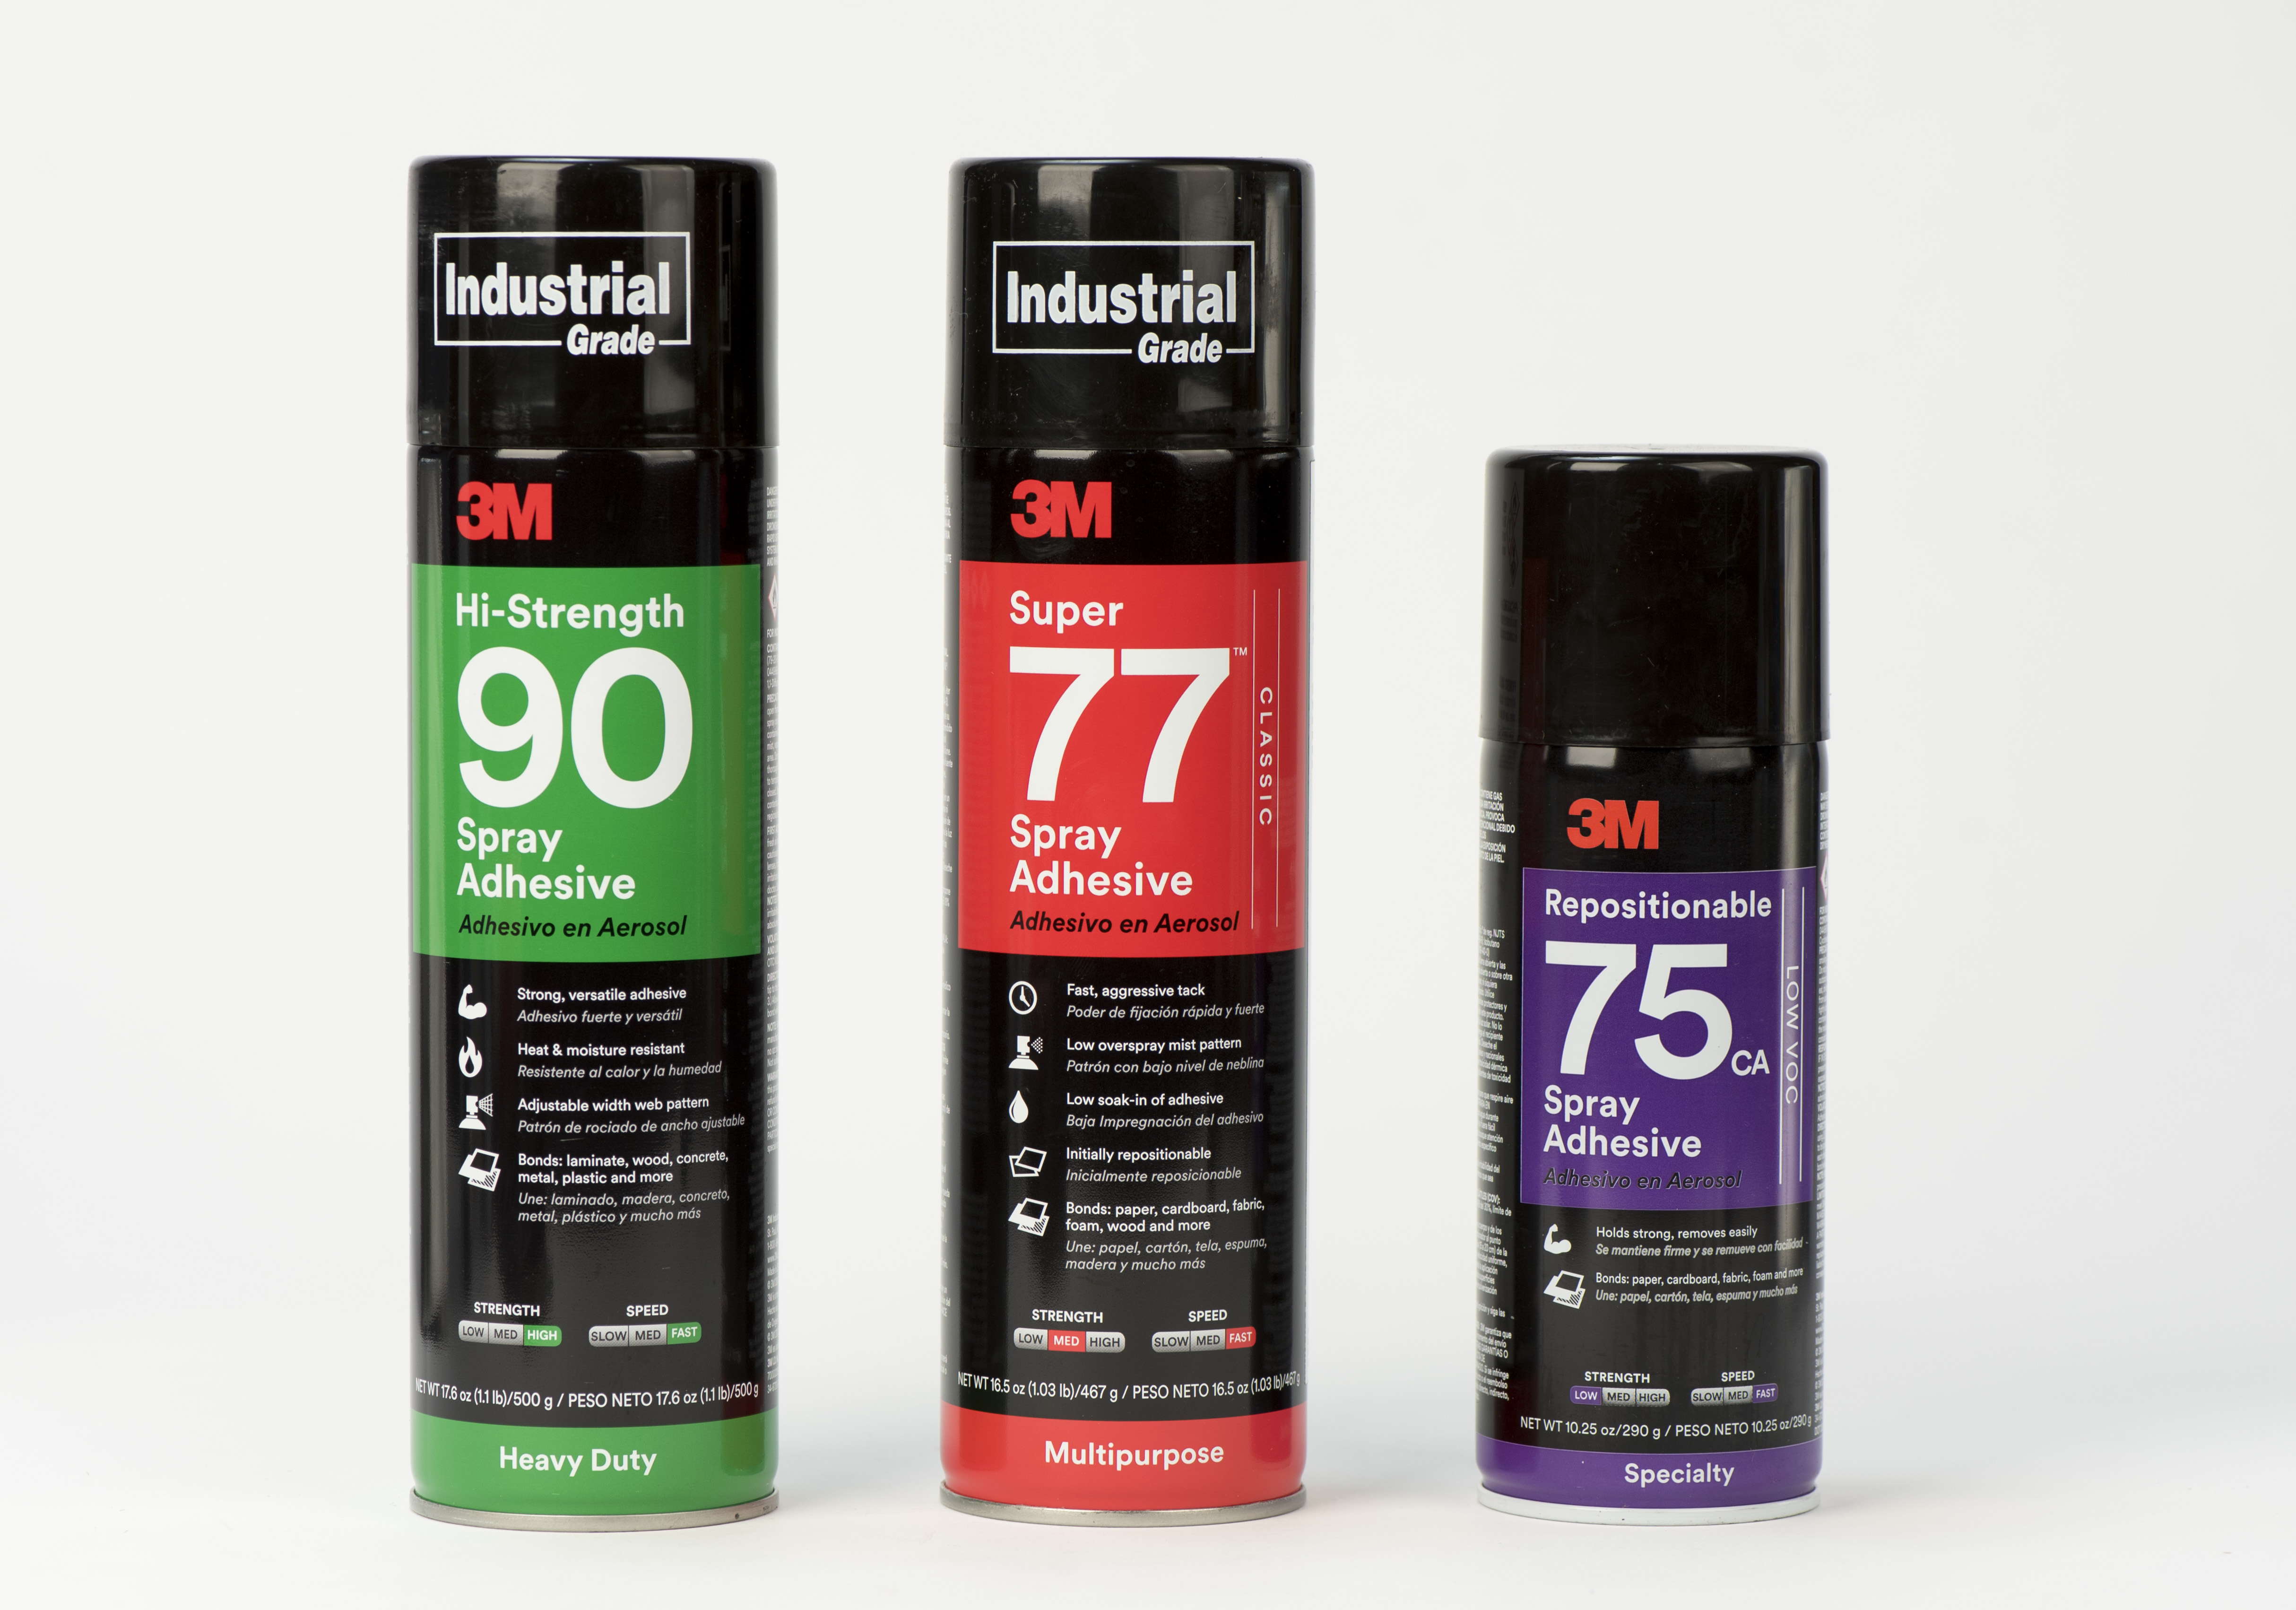 Industrial
Grade
3M
Hi-Strength
90
Spray
Adhesive
Adhesivo en Aerosol
Strong, versatile adhesive
Adhesivo fuerte y versátil
Heat & moisture resistant
Resistente al calor y la humedad
Adjustable width web pattern
Patrón de rociado de ancho ajustable
Bonds: laminate, wood, concrete,
metal, plastic and more
Une: laminado, madera, concreto,
metal, plástico y mucho más
STRENGTH SPEED
LOW MED HIGH SLOW MED FAST
NET WT 17.6 oz (1.1 lb)/500 g / PESO NETO 17.6 oz (1.1 lb)/500 g
Heavy Duty
Industrial
Grade
3M
Super
77™
CLASSIC
Spray
Adhesive
Adhesivo en Aerosol
Fast, aggressive tack
Poder de fijación rápida y fuerte
Low overspray mist pattern
Patrón con bajo nivel de neblina
Low soak-in of adhesive
Baja Impregnación del adhesivo
Initially repositionable
Inicialmente reposicionable
Bonds: paper, cardboard, fabric,
foam, wood and more
Une: papel, cartón, tela, espuma,
madera y mucho más
STRENGTH SPEED
LOW MED HIGH SLOW MED FAST
NET WT 16.5 oz (1.03 lb)/467 g / PESO NETO 16.5 oz (1.03 lb)/467g
Multipurpose
3M
Repositionable
75CA
LOW VOC
Spray
Adhesive
Adhesivo en Aerosol
Holds strong, removes easily
Se mantiene firme y se remueve con facilidad
Bonds: paper, cardboard, fabric, foam and more
Une: papel, cartón, tela, espuma y mucho más
STRENGTH SPEED
LOW MED HIGH SLOW MED FAST
NET WT 10.25 oz/290 g / PESO NETO 10.25 oz/290 g
Specialty